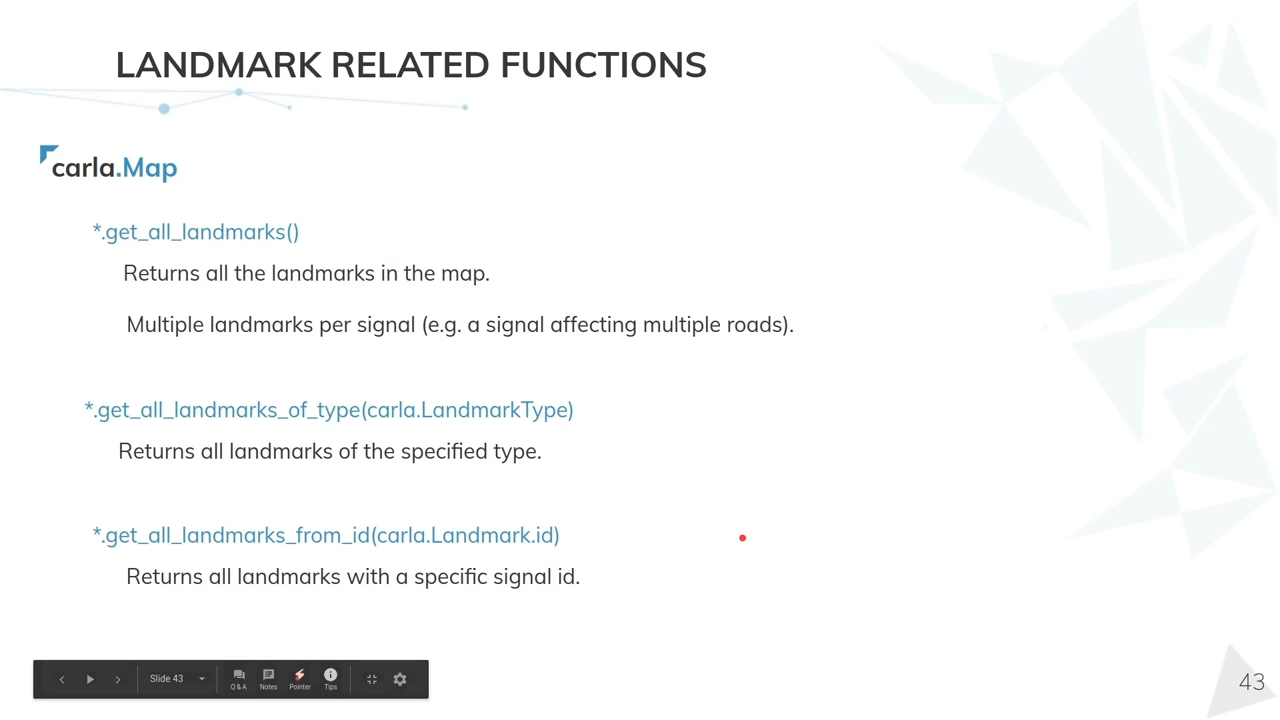 LANDMARK RELATED FUNCTIONS
carla.Map
*.get_all_landmarks()
Returns all the landmarks in the map.
Multiple landmarks per signal (e.g. a signal affecting multiple roads).
*.get_all_landmarks_of_type(carla.LandmarkType)
Returns all landmarks of the specified type.
*.get_all_landmarks_from_id(carla.Landmark.id)
Returns all landmarks with a specific signal id.
Slide 43
Q & A Notes Pointer Tips
43